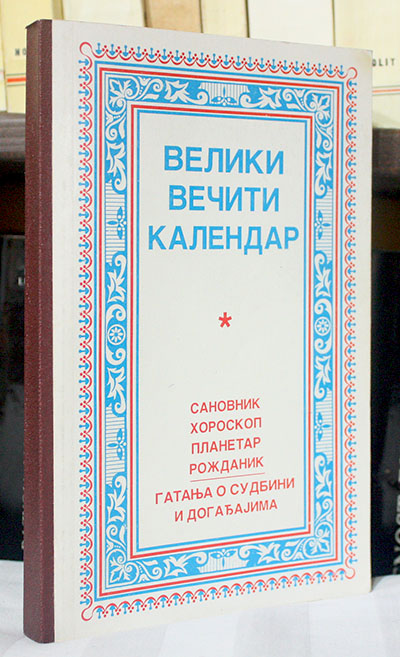 ВЕЛИКИ
ВЕЧИТИ
КАЛЕНДАР
*
САНОВНИК
ХОРОСКОП
ПЛАНЕТАР
РОЖДАНИК
ГАТАЊА О СУДБИНИ
И ДОГАЂАЈИМА